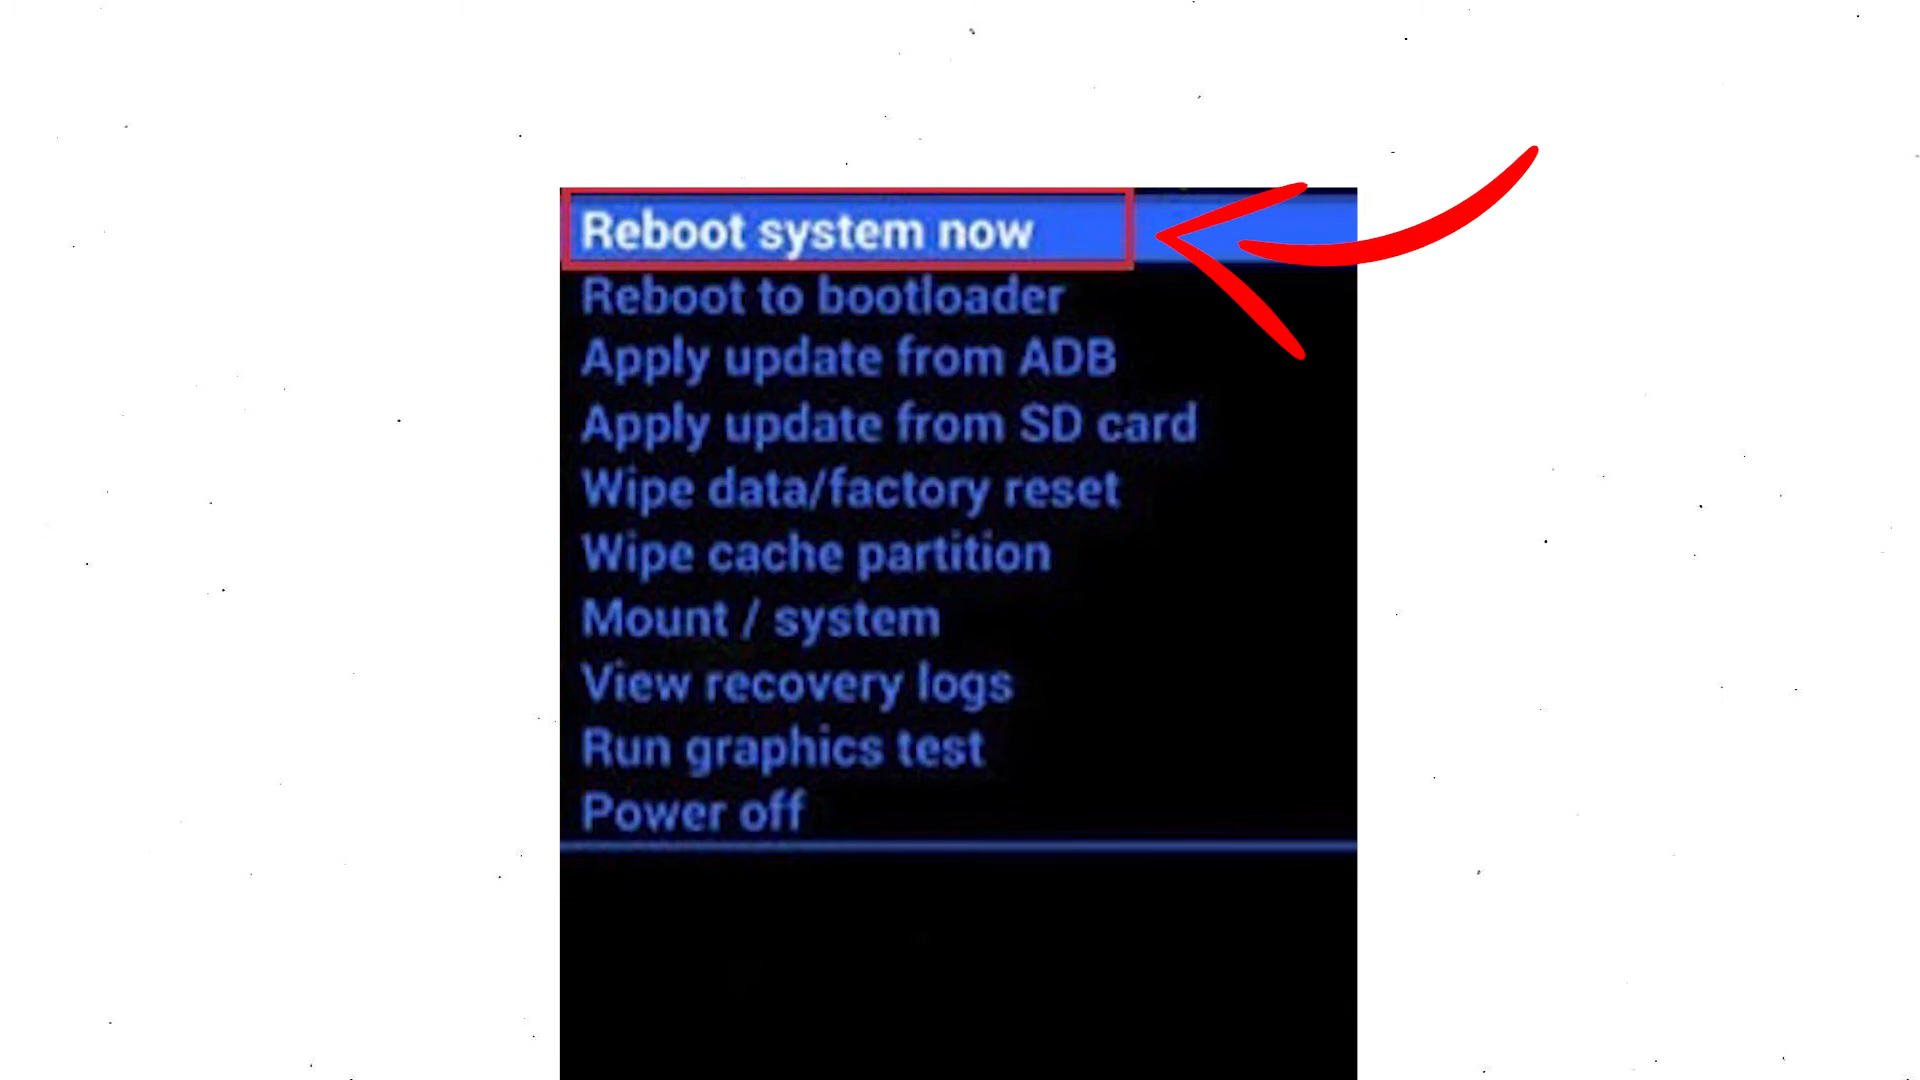 Reboot system now
Reboot to bootloader
Apply update from ADB
Apply update from SD card
Wipe data/factory reset
Wipe cache partition
Mount / system
View recovery logs
Run graphics test
Power off